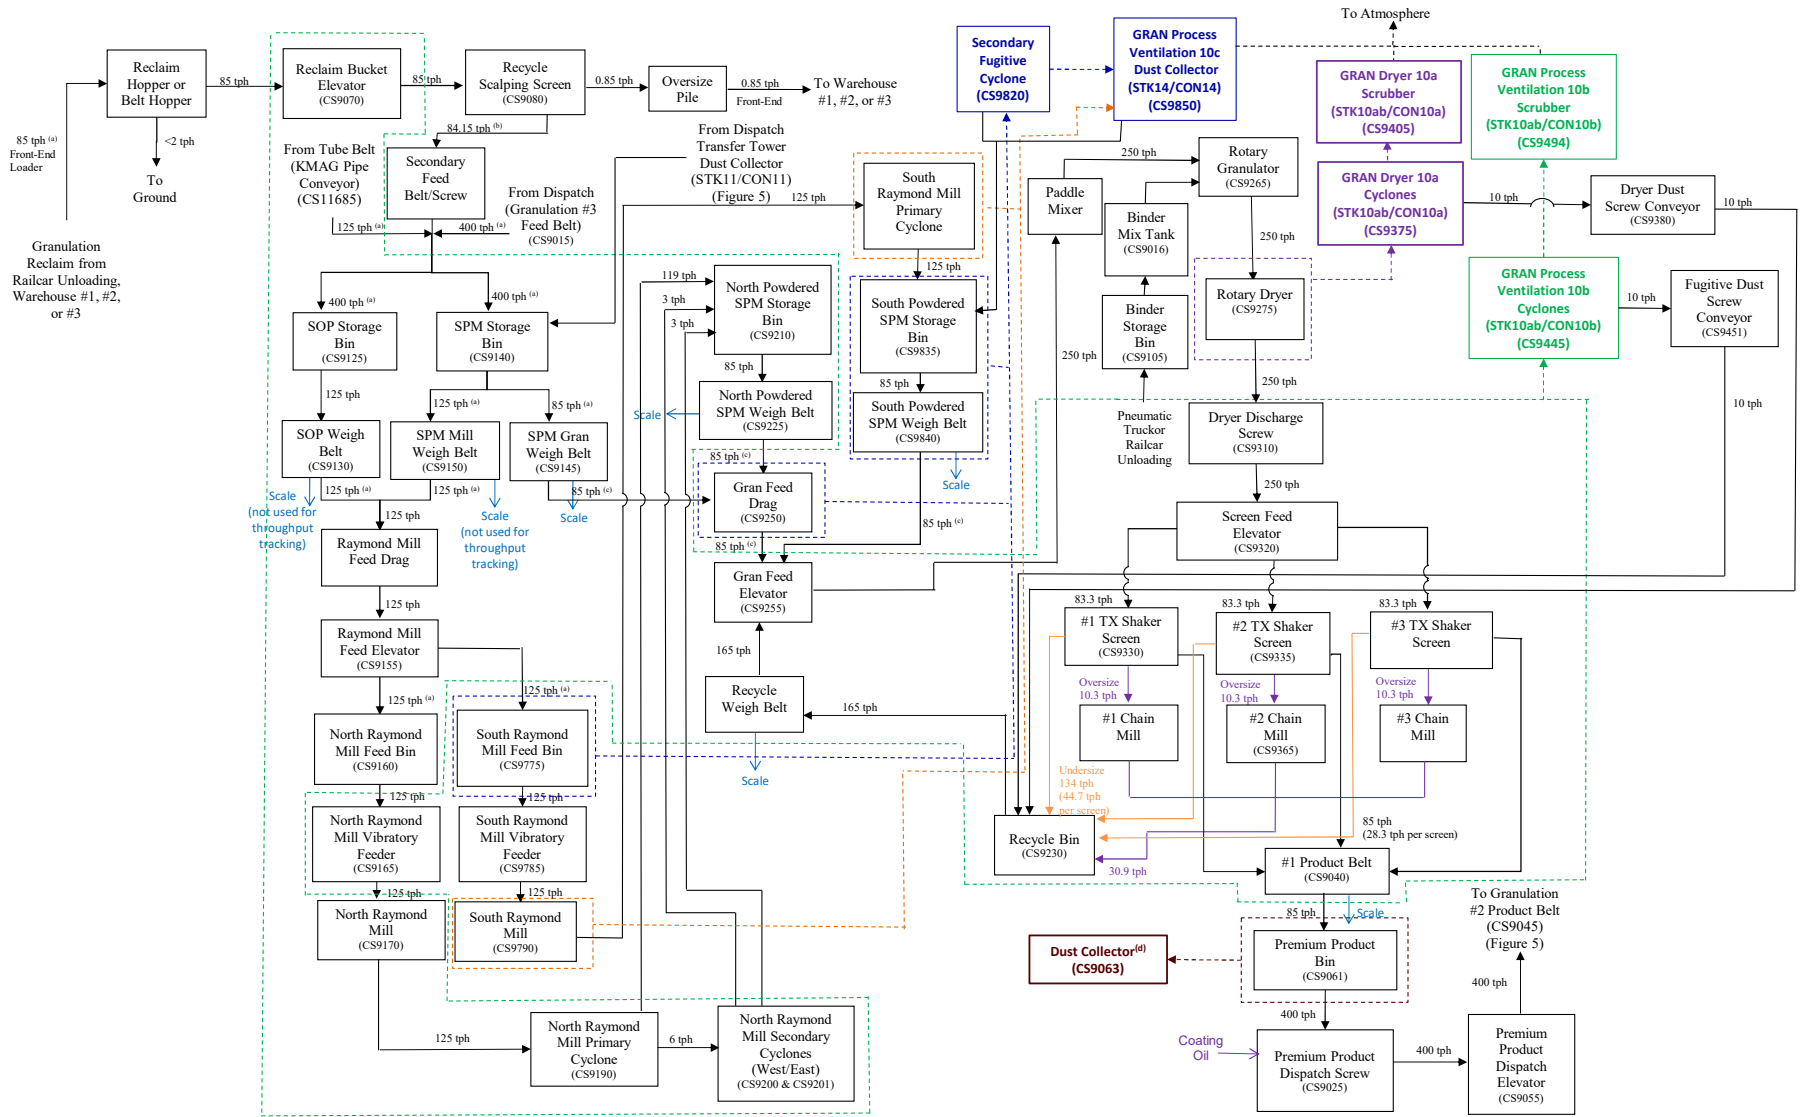 To Atmosphere
Reclaim
Hopper or
Belt Hopper
85 tph
Reclaim Bucket
Elevator
(CS9070)
85 tph
Recycle
Scalping Screen
(CS9080)
0.85 tph
Oversize
Pile
0.85 tph
Front-End
To Warehouse
#1, #2, or #3
Secondary
Fugitive
Cyclone
(CS9820)
GRAN Process
Ventilation 10c
Dust Collector
(STK14/CON14)
(CS9850)
GRAN Dryer 10a
Scrubber
(STK10ab/CON10a)
(CS9405)
GRAN Process
Ventilation 10b
Scrubber
(STK10ab/CON10b)
(CS9494)
85 tph (a)
Front-End
Loader
<2 tph
To
Ground
84.15 tph (b)
From Tube Belt
(KMAG Pipe
Conveyor)
(CS11685)
Secondary
Feed
Belt/Screw
From Dispatch
(Granulation #3
Feed Belt)
(CS9015)
From Dispatch
Transfer Tower
Dust Collector
(STK11/CON11)
(Figure 5)
125 tph
South
Raymond Mill
Primary
Cyclone
250 tph
Rotary
Granulator
(CS9265)
Paddle
Mixer
Binder
Mix Tank
(CS9016)
GRAN Dryer 10a
Cyclones
(STK10ab/CON10a)
(CS9375)
10 tph
Dryer Dust
Screw Conveyor
(CS9380)
10 tph
125 tph (a)
400 tph (a)
Granulation
Reclaim from
Railcar Unloading,
Warehouse #1, #2,
or #3
400 tph (a)
400 tph (a)
SOP Storage
Bin
(CS9125)
SPM Storage
Bin
(CS9140)
119 tph
3 tph
3 tph
North Powdered
SPM Storage
Bin
(CS9210)
125 tph
South Powdered
SPM Storage
Bin
(CS9835)
250 tph
Rotary Dryer
(CS9275)
Binder
Storage
Bin
(CS9105)
GRAN Process
Ventilation 10b
Cyclones
(STK10ab/CON10b)
(CS9445)
10 tph
Fugitive Dust
Screw
Conveyor
(CS9451)
125 tph
125 tph (a)
85 tph (a)
85 tph
85 tph
250 tph
250 tph
10 tph
SOP Weigh
Belt
(CS9130)
SPM Mill
Weigh Belt
(CS9150)
SPM Gran
Weigh Belt
(CS9145)
Scale
North Powdered
SPM Weigh Belt
(CS9225)
South Powdered
SPM Weigh Belt
(CS9840)
Pneumatic
Truckor
Railcar
Unloading
Dryer Discharge
Screw
(CS9310)
Scale
(not used for
throughput
tracking)
125 tph (a)
125 tph (a)
Scale
(not used for
throughput
tracking)
85 tph (c)
Scale
85 tph (c)
Gran Feed
Drag
(CS9250)
Scale
85 tph (c)
250 tph
125 tph
Raymond Mill
Feed Drag
85 tph (c)
Screen Feed
Elevator
(CS9320)
125 tph
Gran Feed
Elevator
(CS9255)
83.3 tph
83.3 tph
83.3 tph
Raymond Mill
Feed Elevator
(CS9155)
165 tph
#1 TX Shaker
Screen
(CS9330)
#2 TX Shaker
Screen
(CS9335)
#3 TX Shaker
Screen
125 tph (a)
125 tph (a)
Recycle
Weigh Belt
165 tph
Oversize
10.3 tph
Oversize
10.3 tph
Oversize
10.3 tph
North Raymond
Mill Feed Bin
(CS9160)
South Raymond
Mill Feed Bin
(CS9775)
#1 Chain
Mill
#2 Chain
Mill
(CS9365)
#3 Chain
Mill
Scale
Undersize
134 tph
(44.7 tph
per screen)
125 tph
125 tph
North Raymond
Mill Vibratory
Feeder
(CS9165)
South Raymond
Mill Vibratory
Feeder
(CS9785)
Recycle Bin
(CS9230)
85 tph
(28.3 tph per screen)
30.9 tph
#1 Product Belt
(CS9040)
125 tph
125 tph
North Raymond
Mill
(CS9170)
South Raymond
Mill
(CS9790)
85 tph
Scale
To Granulation
#2 Product Belt
(CS9045)
(Figure 5)
Dust Collector(d)
(CS9063)
Premium Product
Bin
(CS9061)
400 tph
400 tph
125 tph
North Raymond
Mill Primary
Cyclone
(CS9190)
6 tph
North Raymond
Mill Secondary
Cyclones
(West/East)
(CS9200 & CS9201)
Coating
Oil
Premium Product
Dispatch Screw
(CS9025)
400 tph
Premium
Product
Dispatch
Elevator
(CS9055)